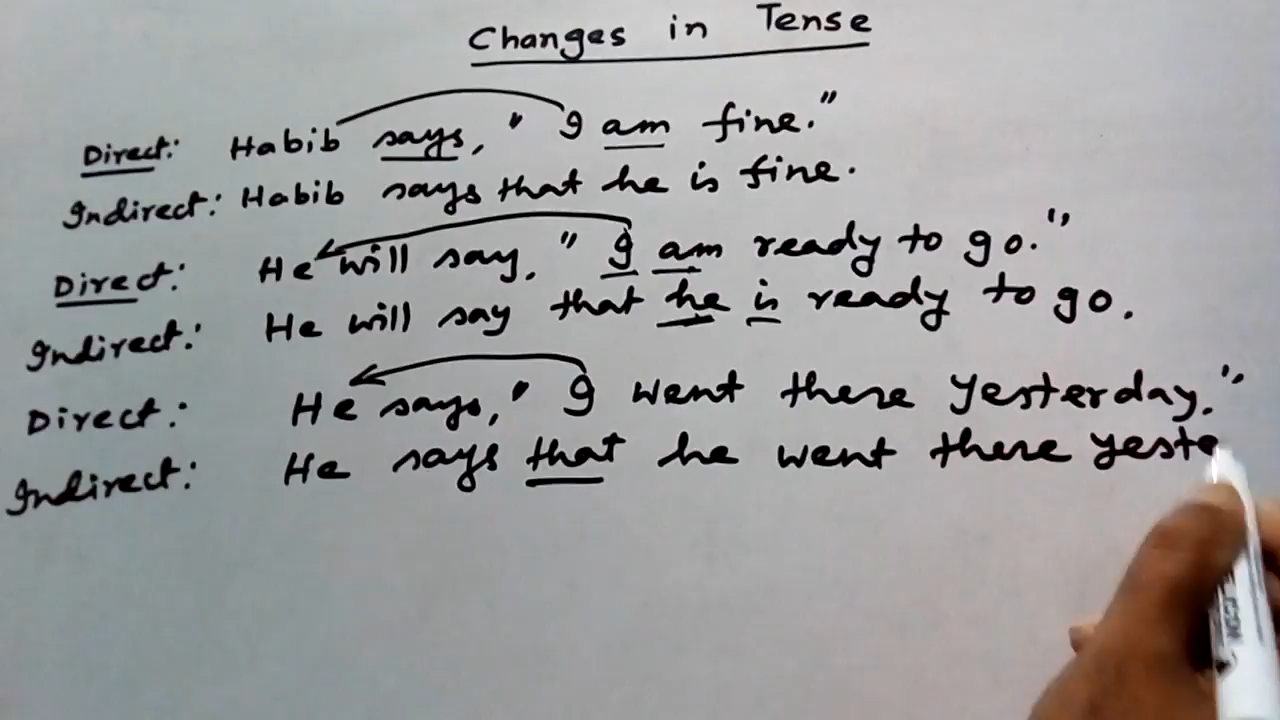 Changes in Tense
Direct: Habib says, " I am fine."
Indirect: Habib says that he is fine.
Direct: He will say, " I am ready to go."
Indirect: He will say that he is ready to go.
Direct: He says, " I went there yesterday."
Indirect: He says that he went there yeste